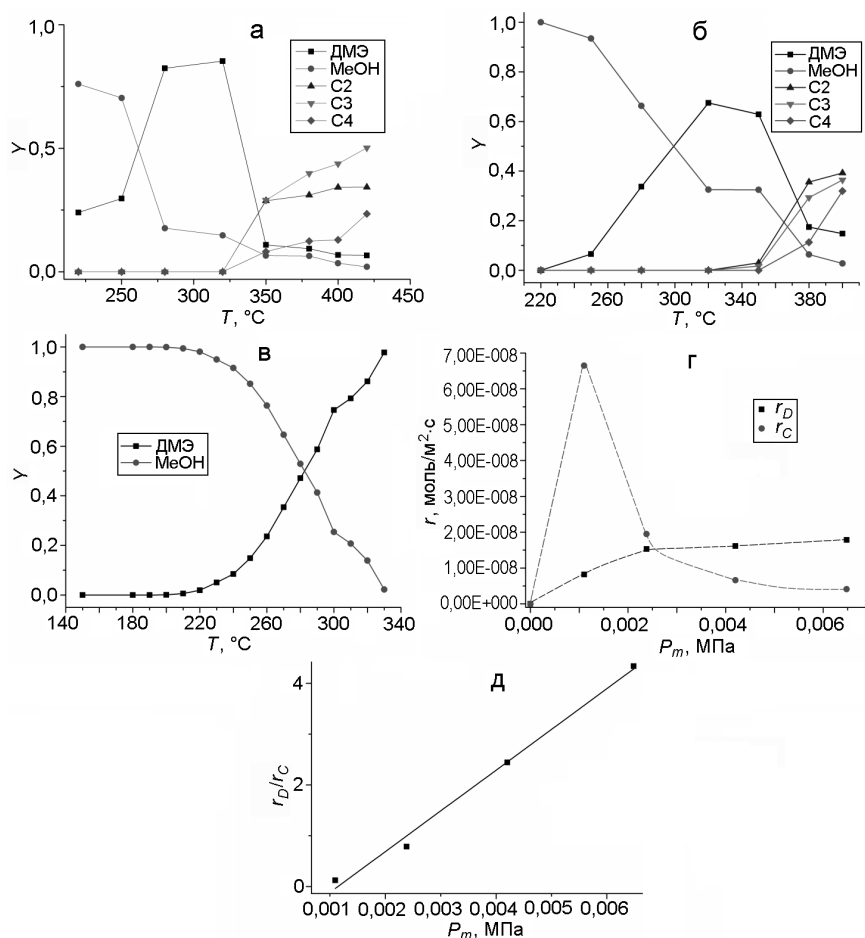 1,0
а
ДМЭ
MeOH
C2
C3
C4
Y
0,5
0,0
250
300
350
400
450
T, °C
1,0
б
ДМЭ
MeOH
C2
C3
C4
0,8
0,6
Y
0,4
0,2
0,0
220
260
300
340
380
T, °C
1,0
в
0,8
0,6
ДМЭ
MeOH
Y
0,4
0,2
0,0
140
180
220
260
300
340
T, °C
7,00E-008
г
6,00E-008
r_D
r_C
5,00E-008
r, моль/м²·с
4,00E-008
3,00E-008
2,00E-008
1,00E-008
0,00E+000
0,000
0,002
0,004
0,006
P_m, МПа
4
д
r_D/r_C
2
0
0,001
0,002
0,003
0,004
0,005
0,006
P_m, МПа